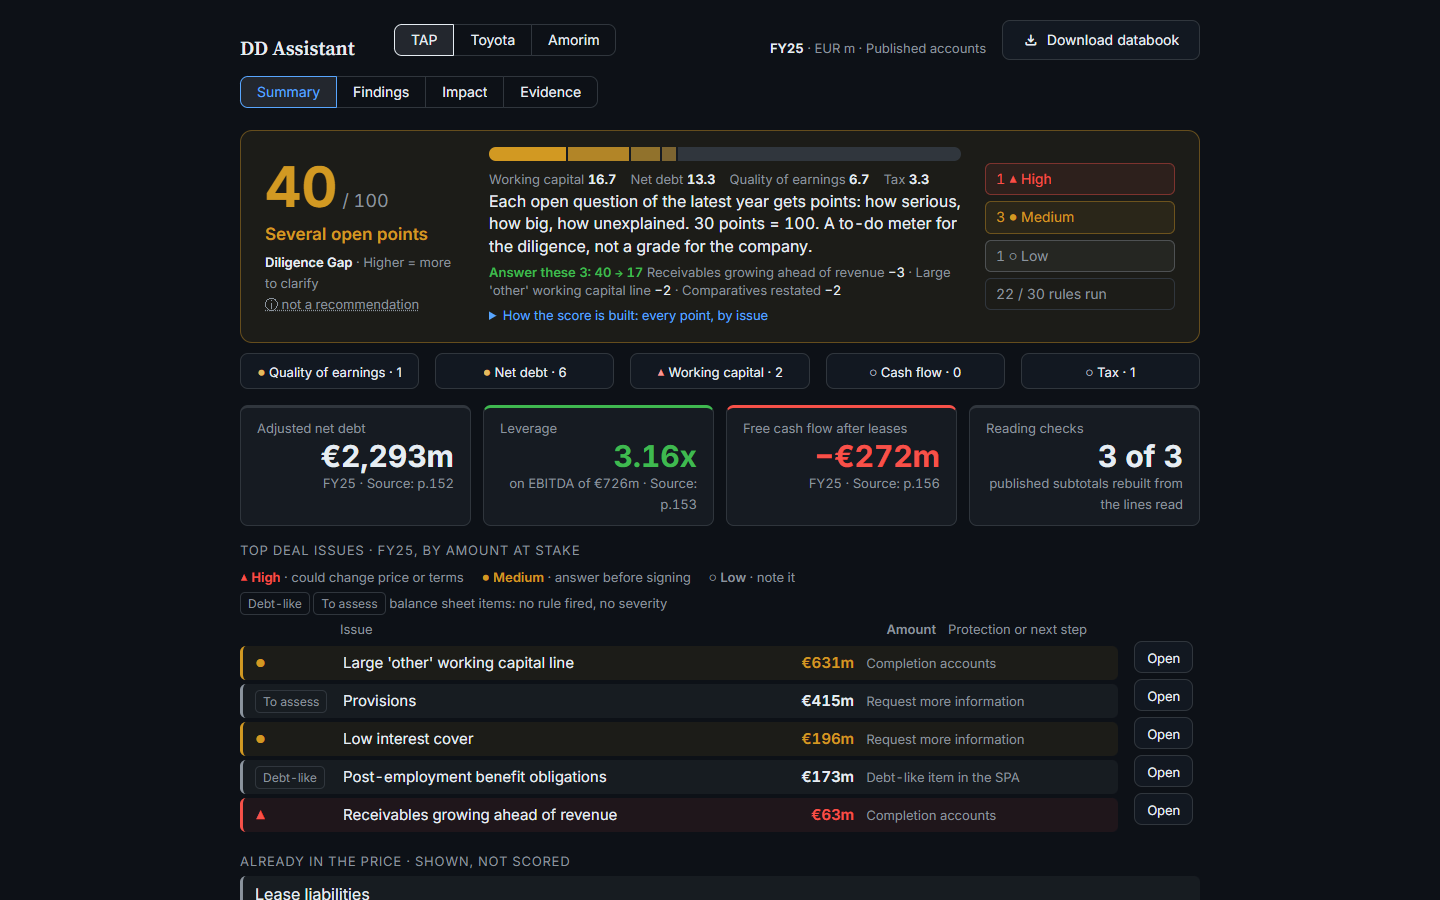 DD Assistant
TAP
Toyota
Amorim
FY25 · EUR m · Published accounts
Download databook
Summary
Findings
Impact
Evidence
40 / 100
Several open points
Diligence Gap · Higher = more
to clarify
ⓘ not a recommendation
Working capital 16.7 Net debt 13.3 Quality of earnings 6.7 Tax 3.3
Each open question of the latest year gets points: how serious,
how big, how unexplained. 30 points = 100. A to-do meter for
the diligence, not a grade for the company.
Answer these 3: 40 → 17 Receivables growing ahead of revenue −3 · Large
'other' working capital line −2 · Comparatives restated −2
▶ How the score is built: every point, by issue
1 ▲ High
3 ● Medium
1 ○ Low
22 / 30 rules run
● Quality of earnings · 1
● Net debt · 6
▲ Working capital · 2
○ Cash flow · 0
○ Tax · 1
Adjusted net debt
€2,293m
FY25 · Source: p.152
Leverage
3.16x
on EBITDA of €726m · Source:
p.153
Free cash flow after leases
−€272m
FY25 · Source: p.156
Reading checks
3 of 3
published subtotals rebuilt from
the lines read
TOP DEAL ISSUES · FY25, BY AMOUNT AT STAKE
▲ High · could change price or terms ● Medium · answer before signing ○ Low · note it
Debt-like To assess balance sheet items: no rule fired, no severity
Issue Amount Protection or next step
● Large 'other' working capital line €631m Completion accounts Open
To assess Provisions €415m Request more information Open
● Low interest cover €196m Request more information Open
Debt-like Post-employment benefit obligations €173m Debt-like item in the SPA Open
▲ Receivables growing ahead of revenue €63m Completion accounts Open
ALREADY IN THE PRICE · SHOWN, NOT SCORED
Lease liabilities